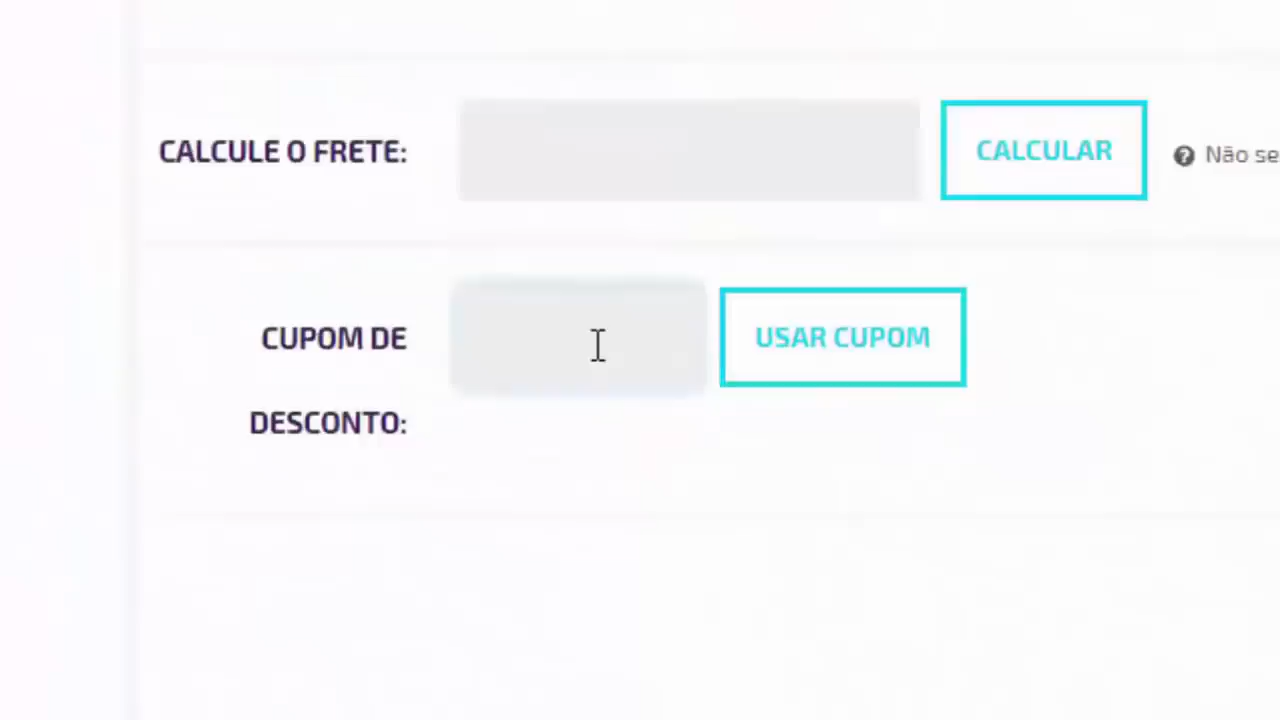 CALCULE O FRETE:
CALCULAR
Não se
CUPOM DE
DESCONTO:
USAR CUPOM